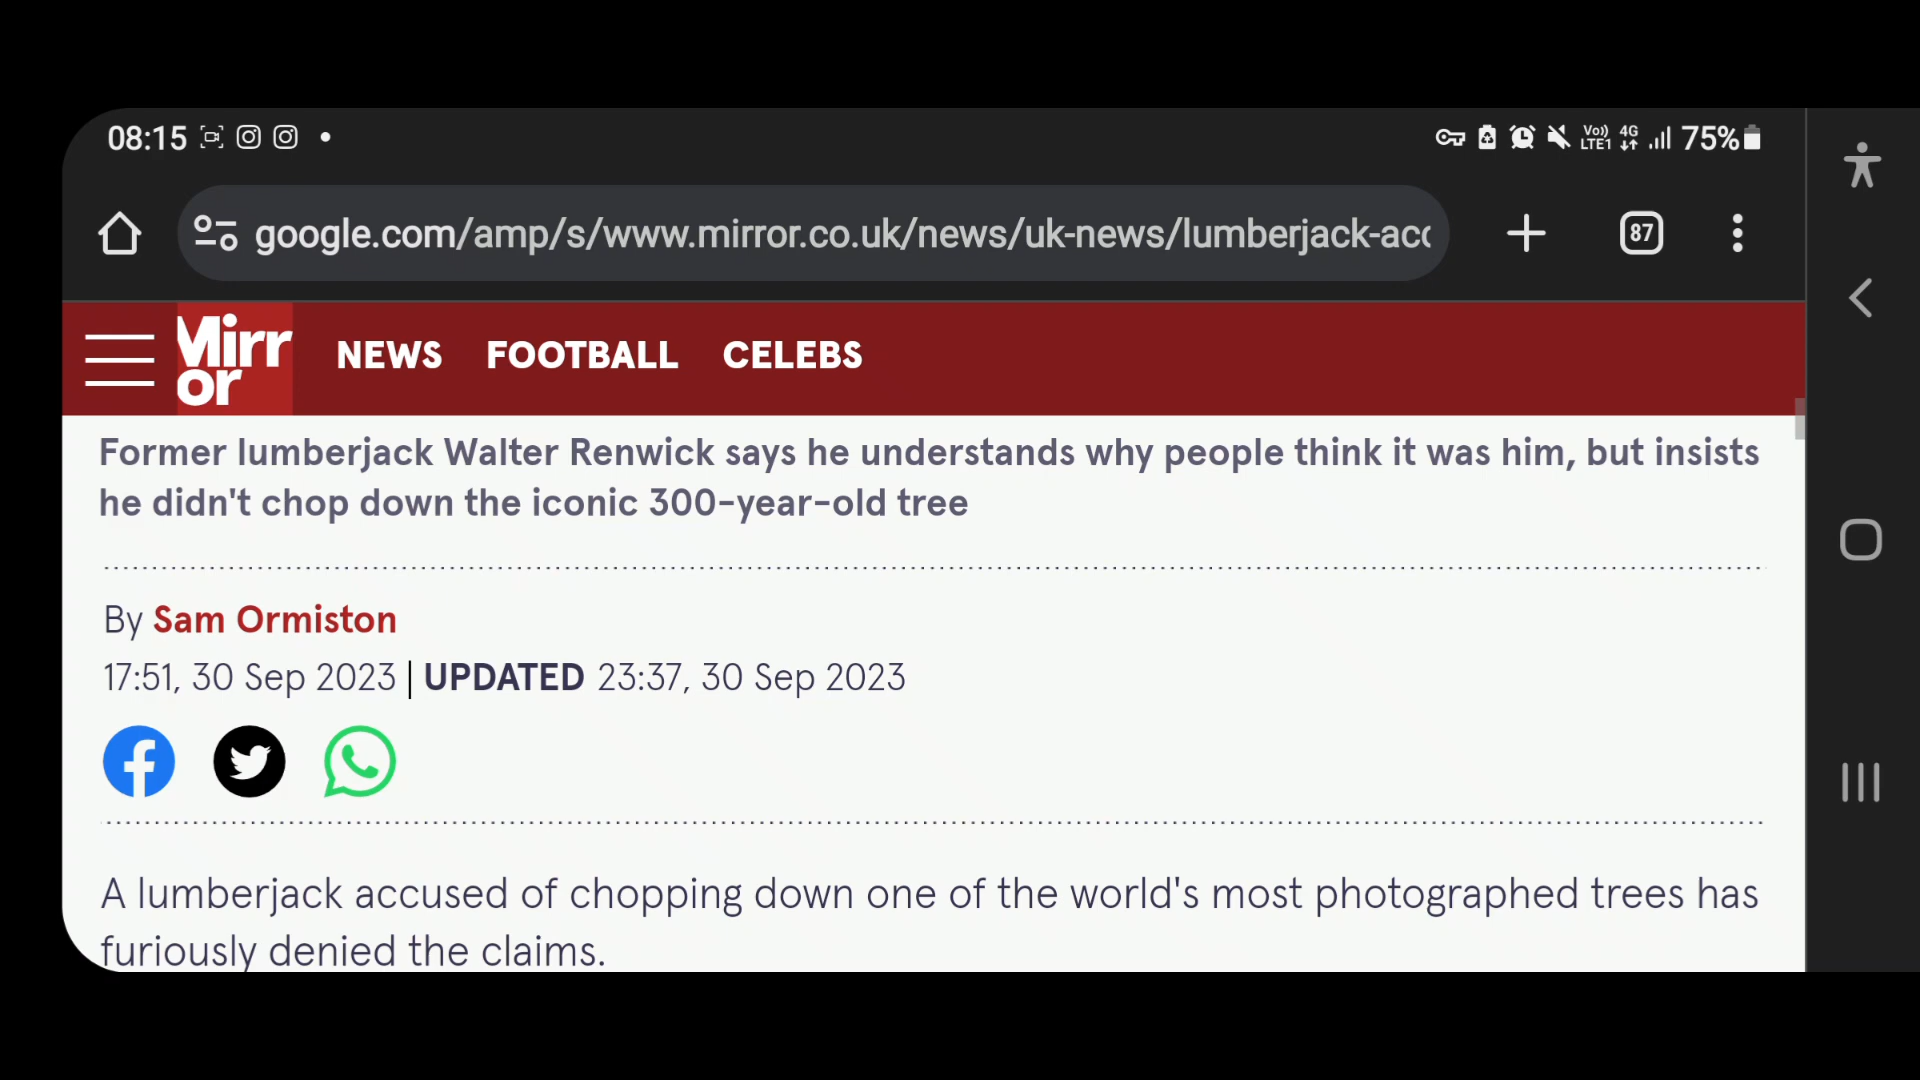 08:15
Vo)) LTE1 4G 75%
google.com/amp/s/www.mirror.co.uk/news/uk-news/lumberjack-acc
87
Mirr
or
NEWS FOOTBALL CELEBS
Former lumberjack Walter Renwick says he understands why people think it was him, but insists
he didn't chop down the iconic 300-year-old tree
By Sam Ormiston
17:51, 30 Sep 2023 | UPDATED 23:37, 30 Sep 2023
A lumberjack accused of chopping down one of the world's most photographed trees has
furiously denied the claims.